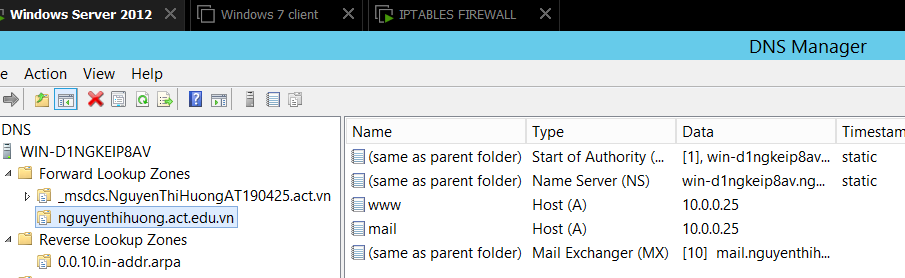 Windows Server 2012 Windows 7 client IPTABLES FIREWALL
DNS Manager
e Action View Help
DNS
WIN-D1NGKEIP8AV
Forward Lookup Zones
_msdcs.NguyenThiHuongAT190425.act.vn
nguyenthihuong.act.edu.vn
Reverse Lookup Zones
0.0.10.in-addr.arpa
Name Type Data Timestam
(same as parent folder) Start of Authority (... [1], win-d1ngkeip8av... static
(same as parent folder) Name Server (NS) win-d1ngkeip8av.ng... static
www Host (A) 10.0.0.25
mail Host (A) 10.0.0.25
(same as parent folder) Mail Exchanger (MX) [10] mail.nguyenthih...